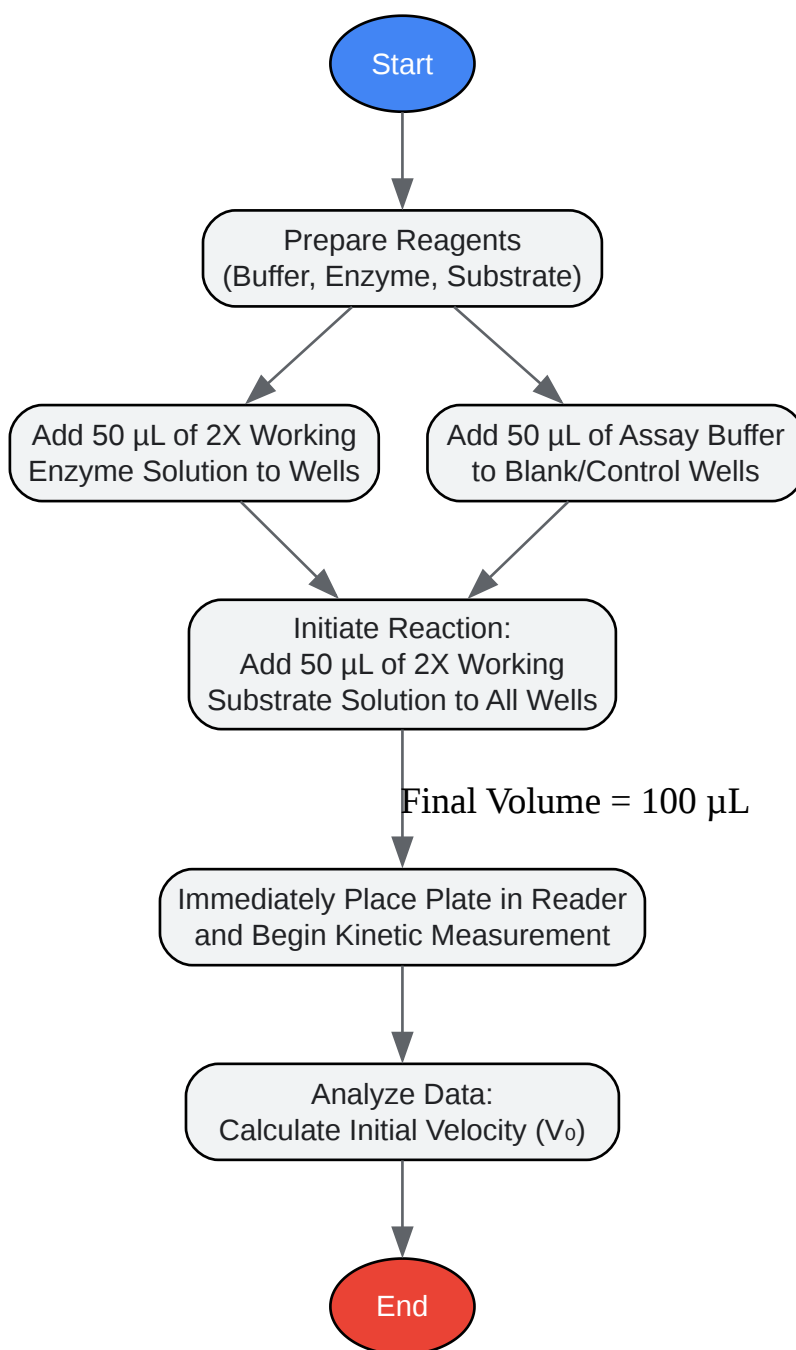 Start
Prepare Reagents
(Buffer, Enzyme, Substrate)
Add 50 µL of 2X Working
Enzyme Solution to Wells
Add 50 µL of Assay Buffer
to Blank/Control Wells
Initiate Reaction:
Add 50 µL of 2X Working
Substrate Solution to All Wells
Final Volume = 100 µL
Immediately Place Plate in Reader
and Begin Kinetic Measurement
Analyze Data:
Calculate Initial Velocity (V₀)
End